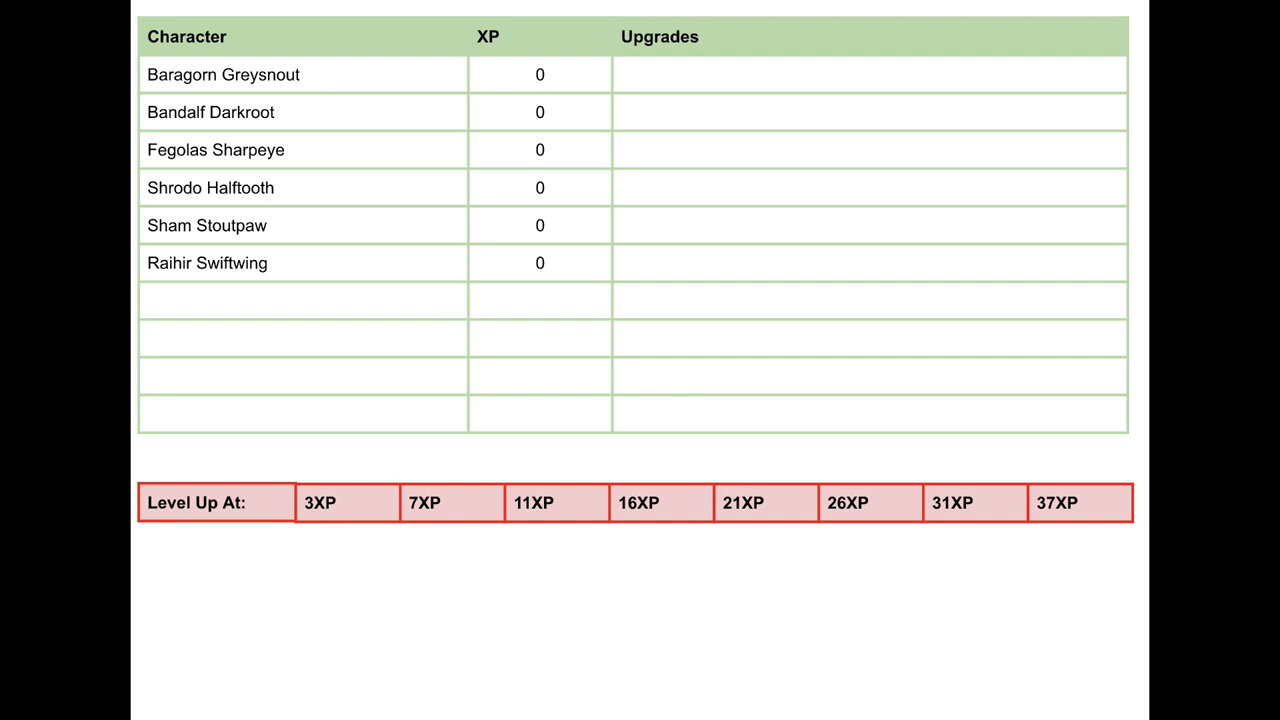 Character XP Upgrades
Baragorn Greysnout 0
Bandalf Darkroot 0
Fegolas Sharpeye 0
Shrodo Halftooth 0
Sham Stoutpaw 0
Raihir Swiftwing 0
Level Up At: 3XP 7XP 11XP 16XP 21XP 26XP 31XP 37XP